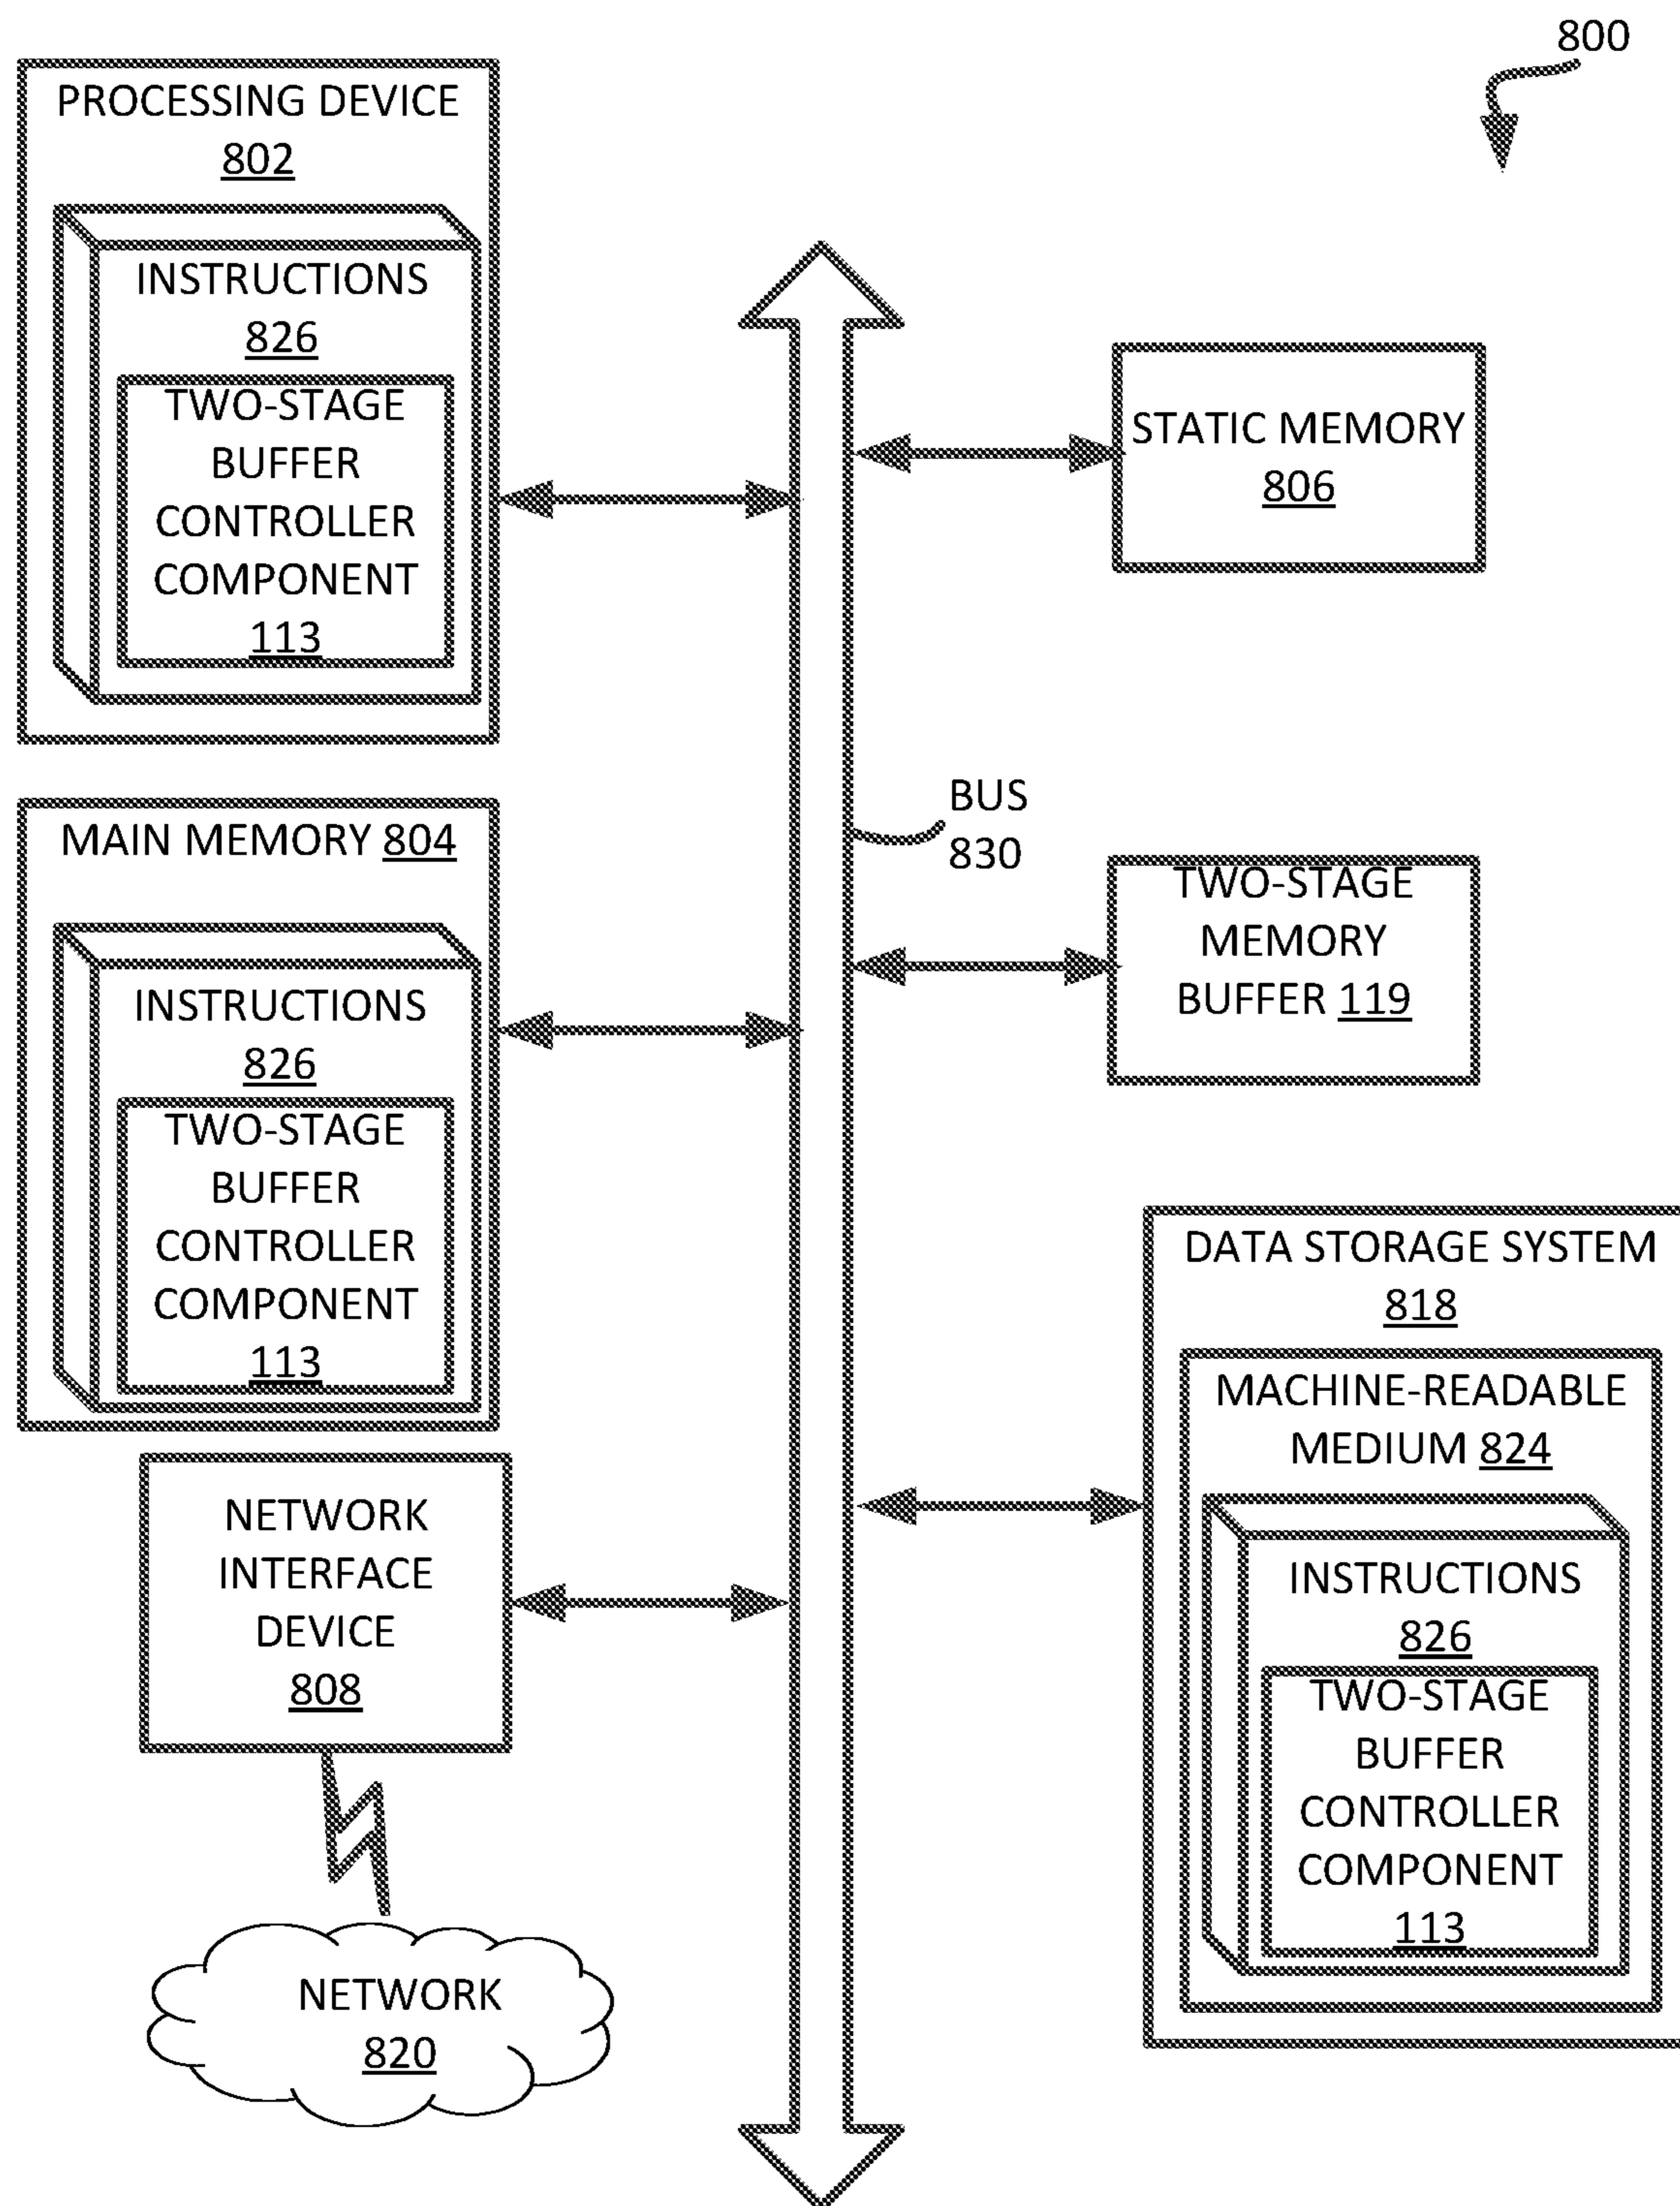 800
PROCESSING DEVICE
802
INSTRUCTIONS
826
TWO-STAGE
BUFFER
CONTROLLER
COMPONENT
113
STATIC MEMORY
806
BUS
830
MAIN MEMORY 804
INSTRUCTIONS
826
TWO-STAGE
BUFFER
CONTROLLER
COMPONENT
113
TWO-STAGE
MEMORY
BUFFER 119
DATA STORAGE SYSTEM
818
MACHINE-READABLE
MEDIUM 824
INSTRUCTIONS
826
TWO-STAGE
BUFFER
CONTROLLER
COMPONENT
113
NETWORK
INTERFACE
DEVICE
808
NETWORK
820